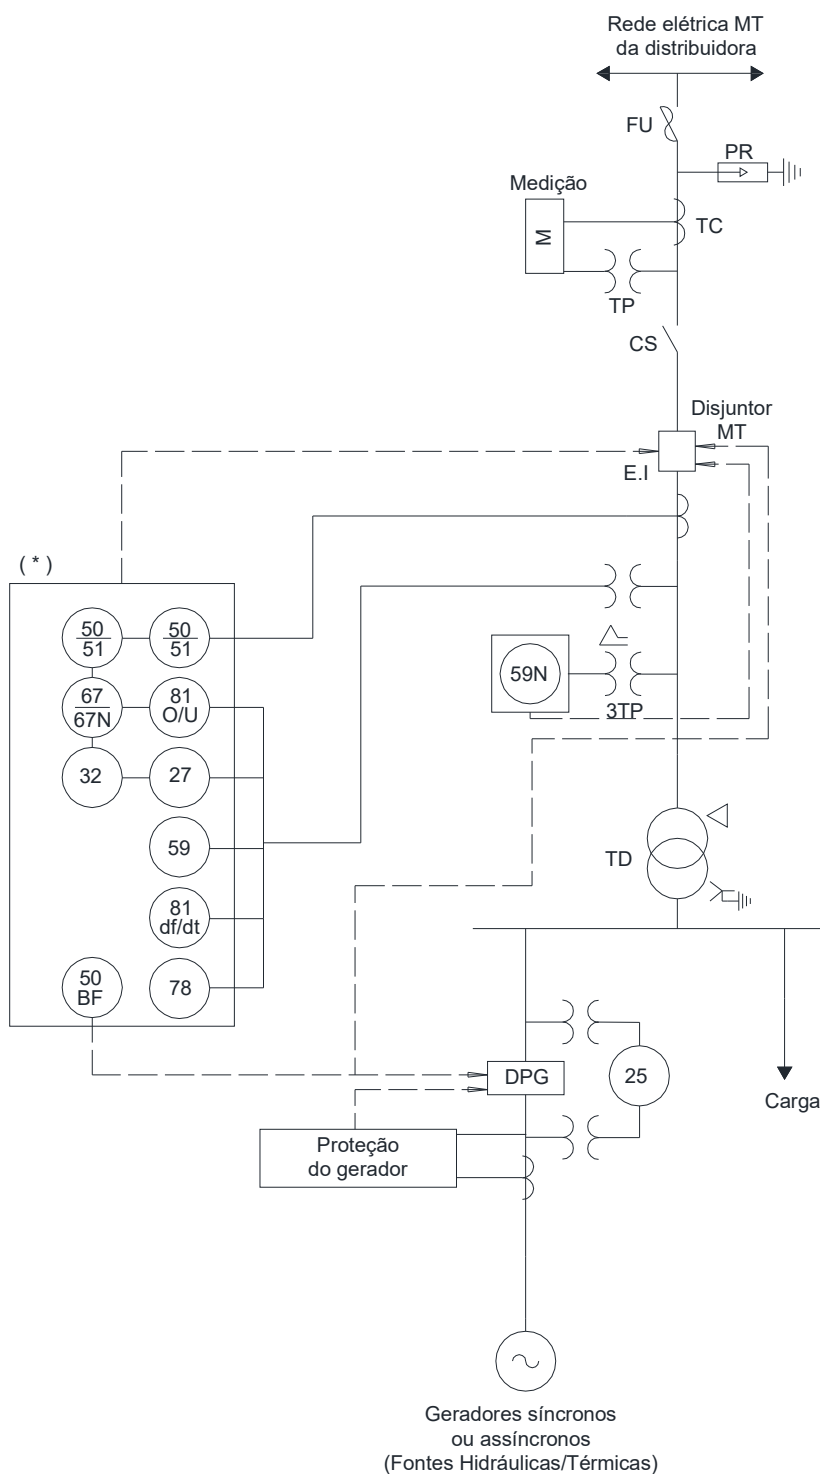 Rede elétrica MT
da distribuidora
FU
PR
Medição
M
TC
TP
CS
Disjuntor
MT
E.I
( * )
50
51
50
51
59N
67
67N
81
O/U
3TP
32
27
59
TD
81
df/dt
50
BF
78
DPG
25
Carga
Proteção
do gerador
Geradores síncronos
ou assíncronos
(Fontes Hidráulicas/Térmicas)